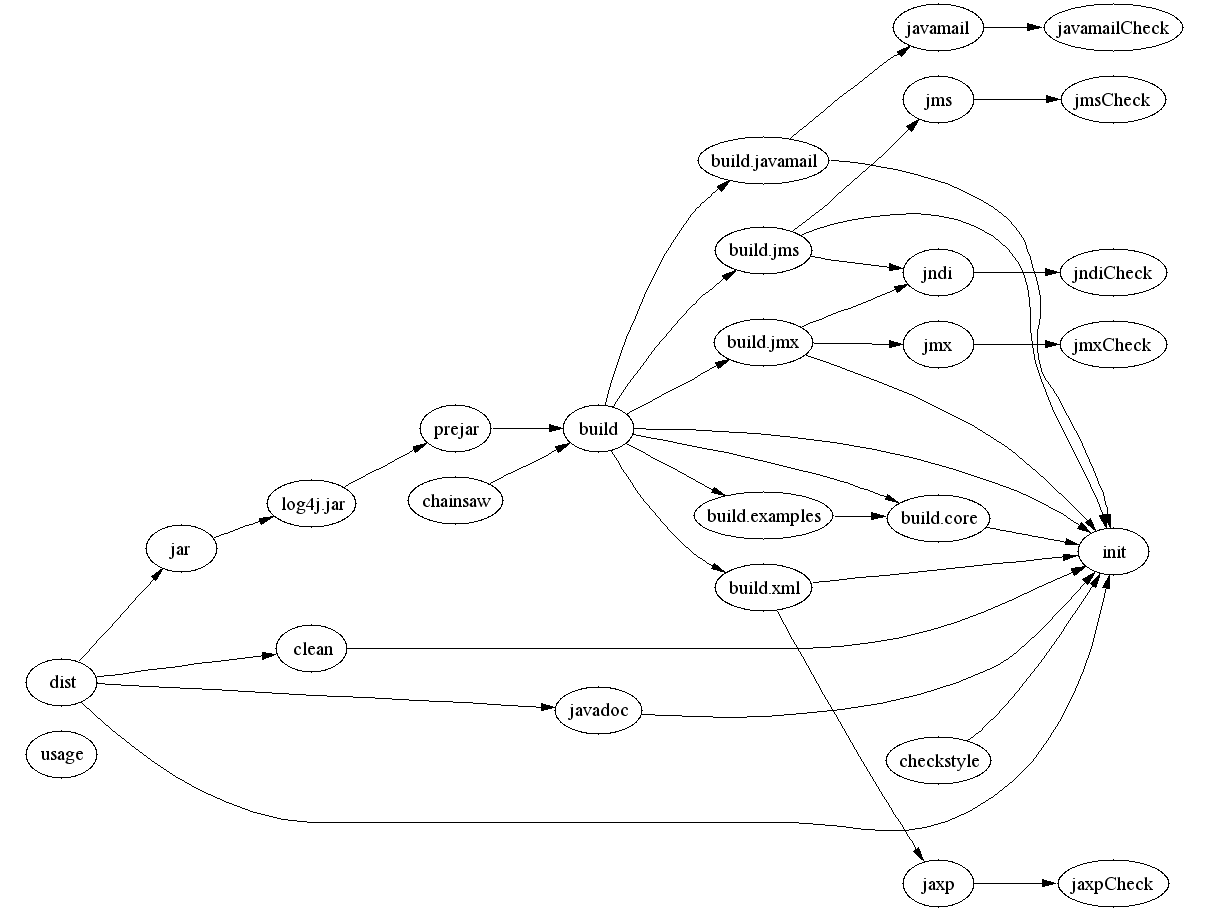 javamail
javamailCheck
jms
jmsCheck
build.javamail
build.jms
jndi
jndiCheck
build.jmx
jmx
jmxCheck
prejar
build
chainsaw
log4j.jar
build.examples
build.core
jar
init
build.xml
clean
dist
javadoc
usage
checkstyle
jaxp
jaxpCheck